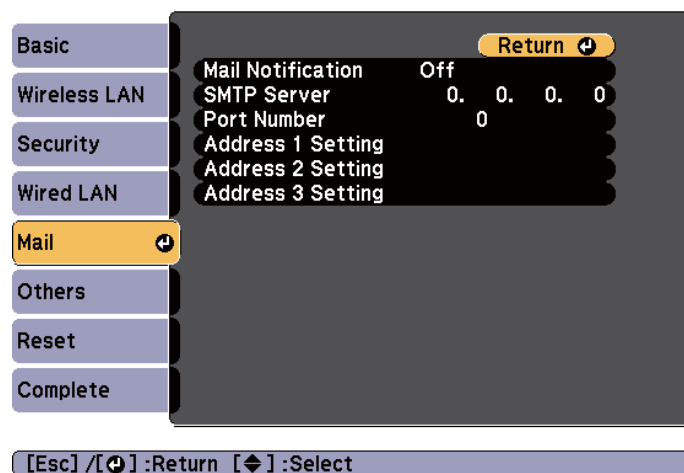 Basic
Wireless LAN
Security
Wired LAN
Mail
Others
Reset
Complete
Return
Mail Notification Off
SMTP Server 0. 0. 0. 0
Port Number 0
Address 1 Setting
Address 2 Setting
Address 3 Setting
[Esc] /[⏎] :Return [◆] :Select